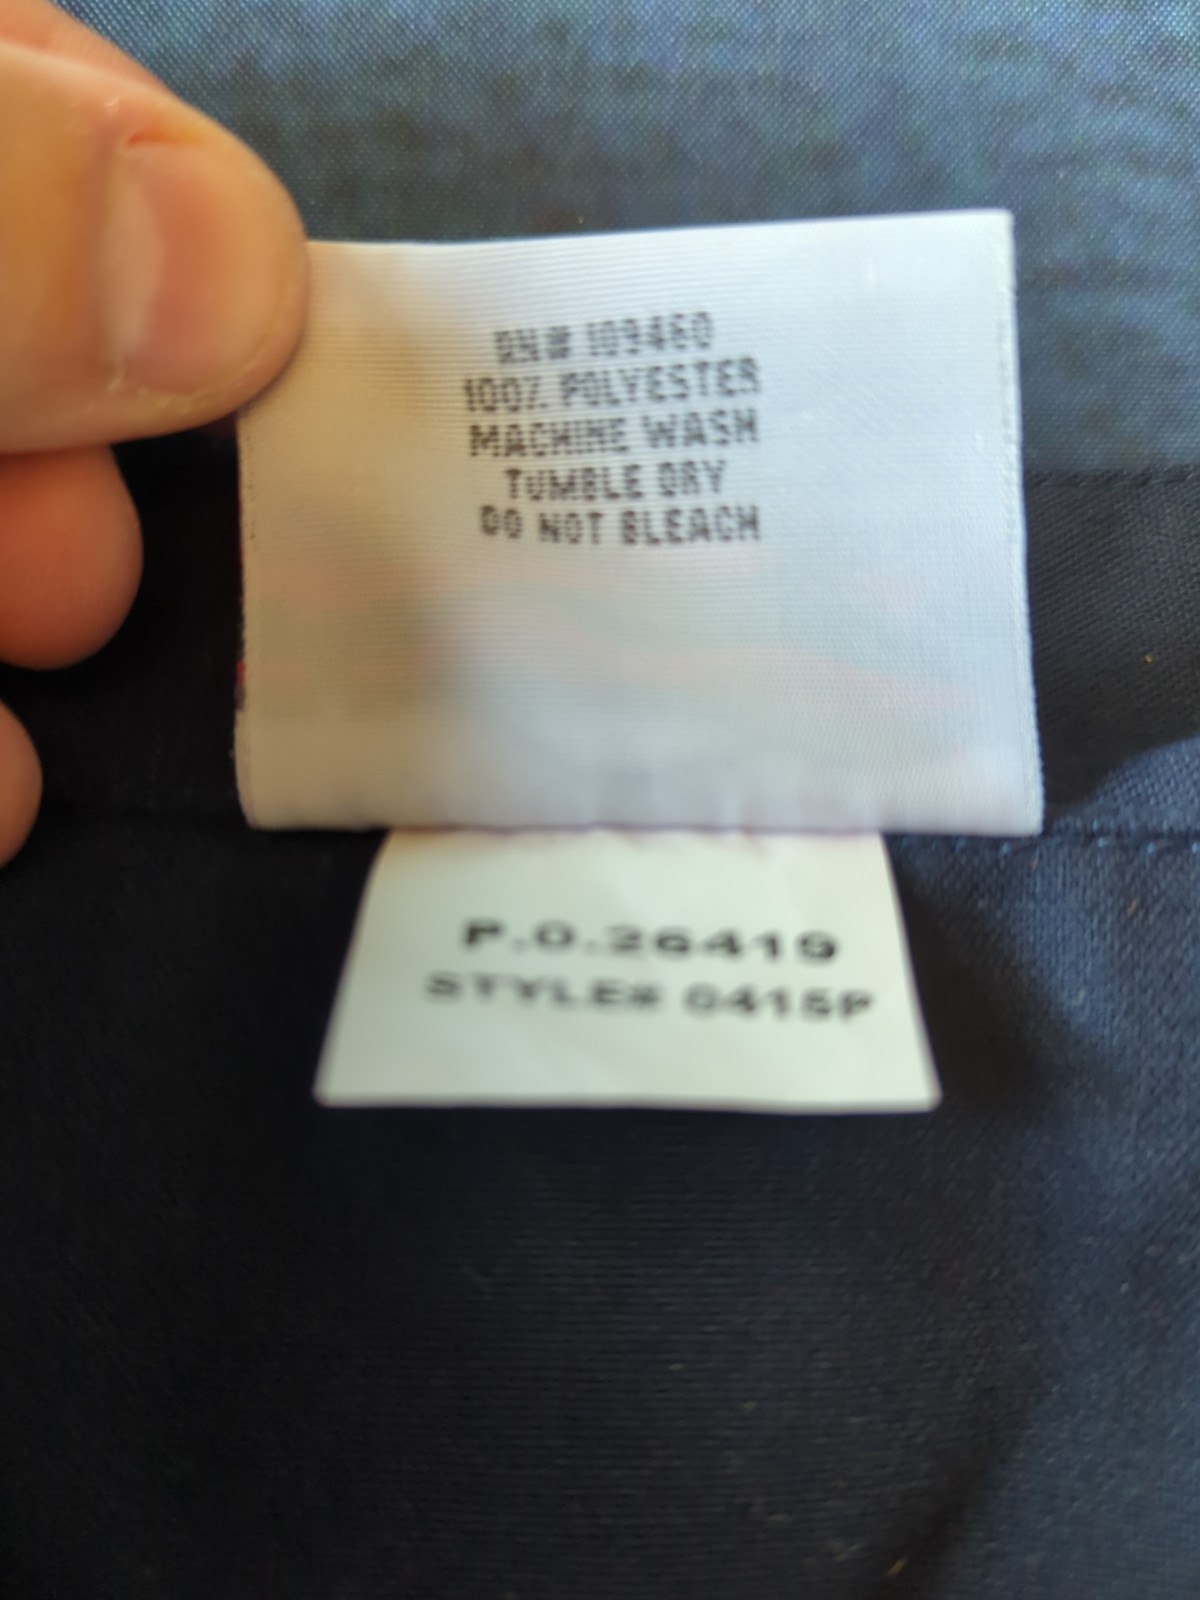 RN# 109460
100% POLYESTER
MACHINE WASH
TUMBLE DRY
DO NOT BLEACH
P.O.26419
STYLE# 0415P